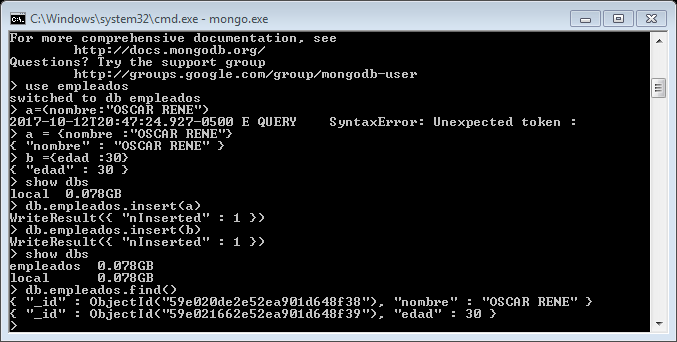 C:\Windows\system32\cmd.exe - mongo.exe
For more comprehensive documentation, see
http://docs.mongodb.org/
Questions? Try the support group
http://groups.google.com/group/mongodb-user
> use empleados
switched to db empleados
> a=(nombre:"OSCAR RENE")
2017-10-12T20:47:24.927-0500 E QUERY    SyntaxError: Unexpected token :
> a = {nombre :"OSCAR RENE"}
{ "nombre" : "OSCAR RENE" }
> b ={edad :30}
{ "edad" : 30 }
> show dbs
local  0.078GB
> db.empleados.insert(a)
WriteResult({ "nInserted" : 1 })
> db.empleados.insert(b)
WriteResult({ "nInserted" : 1 })
> show dbs
empleados  0.078GB
local      0.078GB
> db.empleados.find()
{ "_id" : ObjectId("59e020de2e52ea901d648f38"), "nombre" : "OSCAR RENE" }
{ "_id" : ObjectId("59e021662e52ea901d648f39"), "edad" : 30 }
>